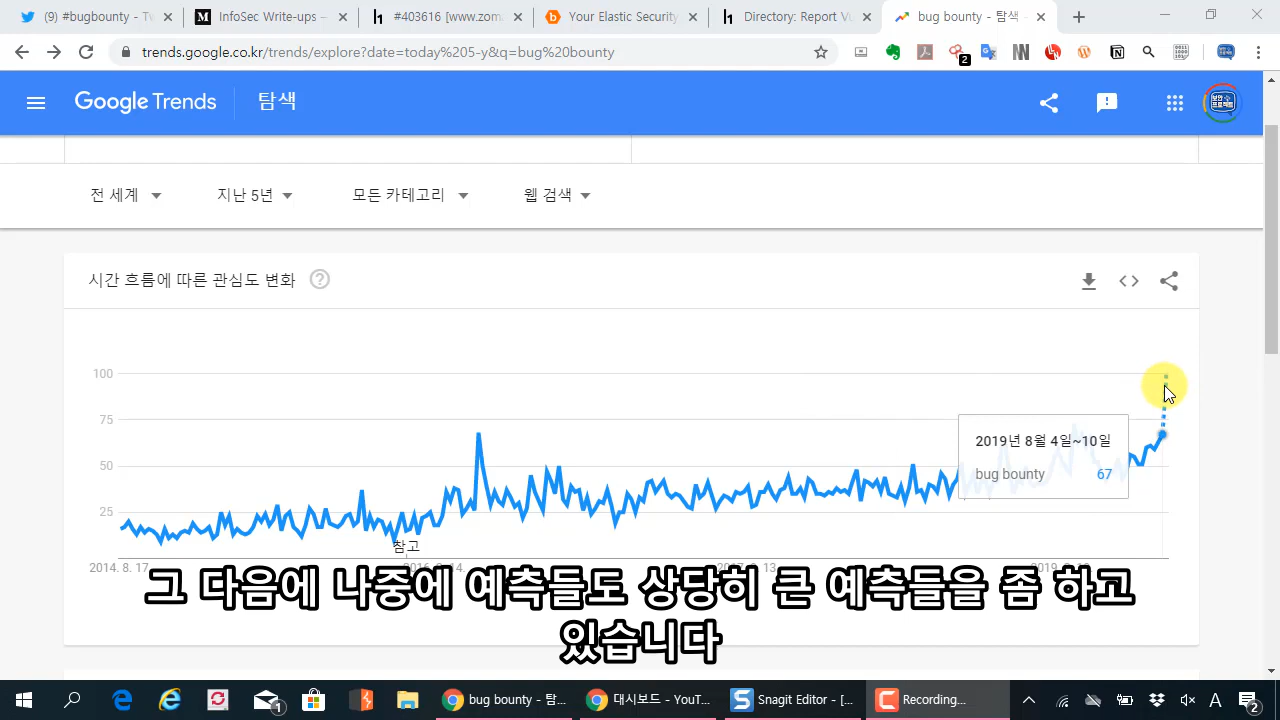 (9) #bugbounty - Tw
InfoSec Write-ups –
#403616 [www.zom
Your Elastic Security
Directory: Report Vu
bug bounty - 탐색
trends.google.co.kr/trends/explore?date=today%205-y&q=bug%20bounty
2
Google Trends
탐색
전 세계
지난 5년
모든 카테고리
웹 검색
시간 흐름에 따른 관심도 변화
100
75
50
25
2019년 8월 4일~10일
bug bounty 67
참고
2014. 8. 17.
그 다음에 나중에 예측들도 상당히 큰 예측들을 좀 하고
있습니다
1
bug bounty - 탐...
대시보드 - YouT...
Snagit Editor - [...
Recording...
A
2